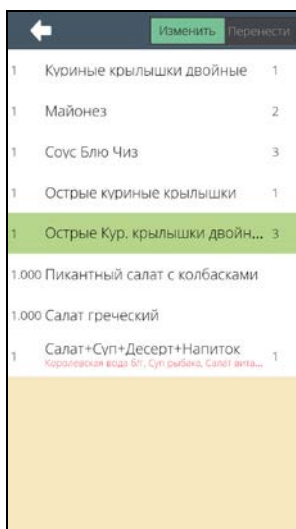 Изменить Перенести
1 Куриные крылышки двойные 1
1 Майонез 2
1 Соус Блю Чиз 3
1 Острые куриные крылышки 1
1 Острые Кур. крылышки двойн... 3
1.000 Пикантный салат с колбасками
1.000 Салат греческий
1 Салат+Суп+Десерт+Напиток 1
Королевская вода б/г, Суп рыбака, Салат вита...